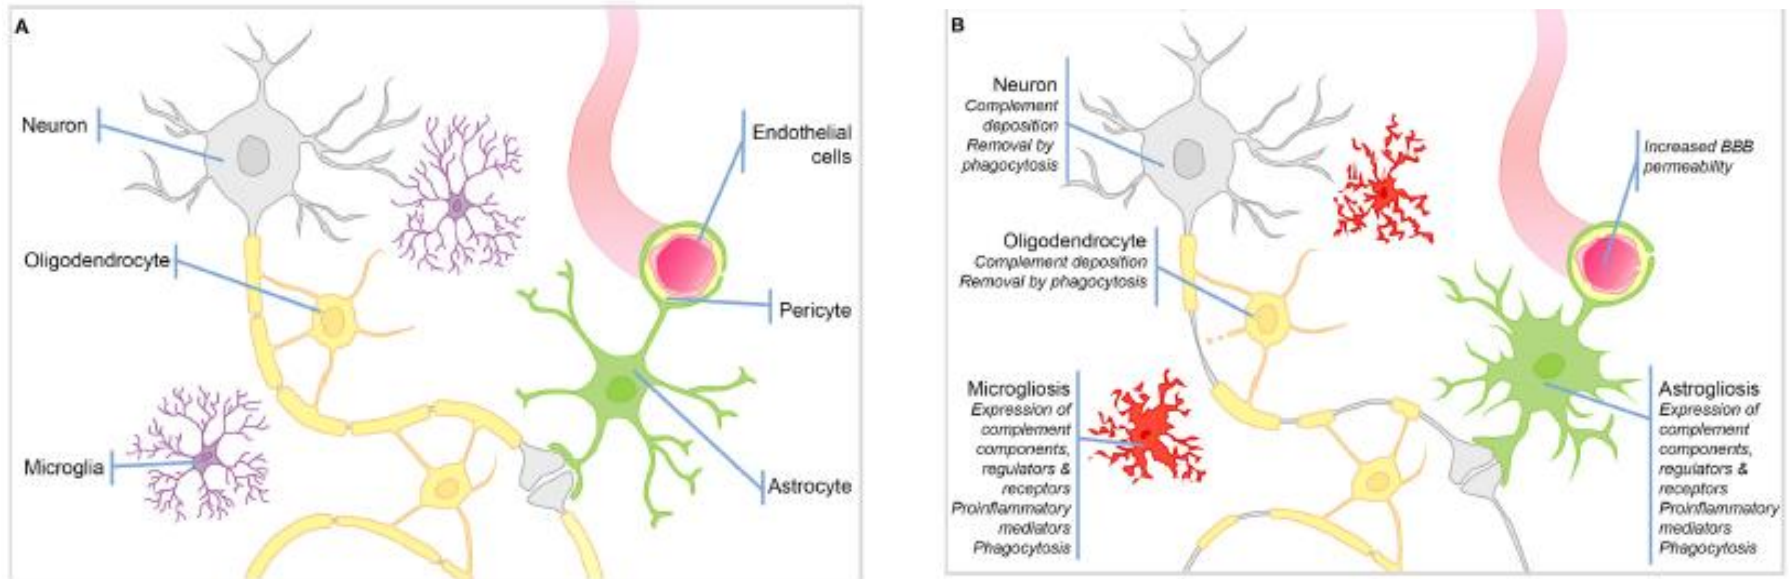 A
Neuron
Endothelial
cells
Oligodendrocyte
Pericyte
Microglia
Astrocyte
B
Neuron
Complement
deposition
Removal by
phagocytosis
Increased BBB
permeability
Oligodendrocyte
Complement deposition
Removal by phagocytosis
Microgliosis
Expression of
complement
components,
regulators &
receptors
Proinflammatory
mediators
Phagocytosis
Astrogliosis
Expression of
complement
components,
regulators &
receptors
Proinflammatory
mediators
Phagocytosis